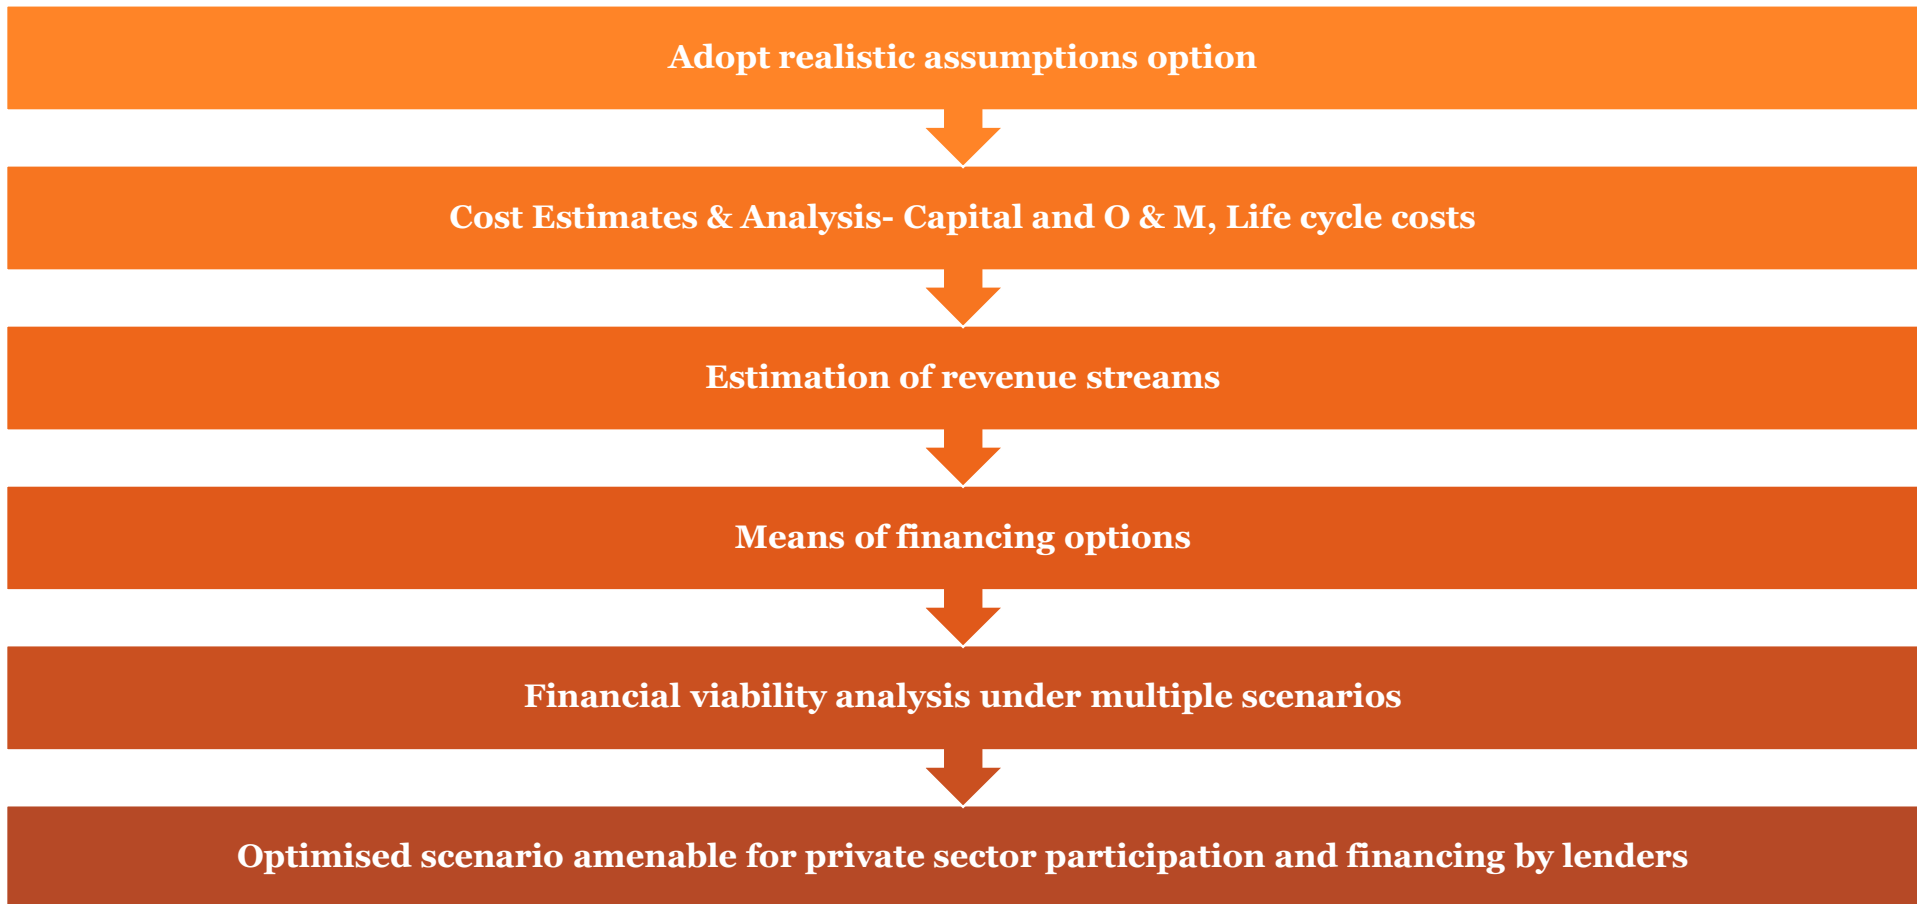 Adopt realistic assumptions option
Cost Estimates & Analysis- Capital and O & M, Life cycle costs
Estimation of revenue streams
Means of financing options
Financial viability analysis under multiple scenarios
Optimised scenario amenable for private sector participation and financing by lenders